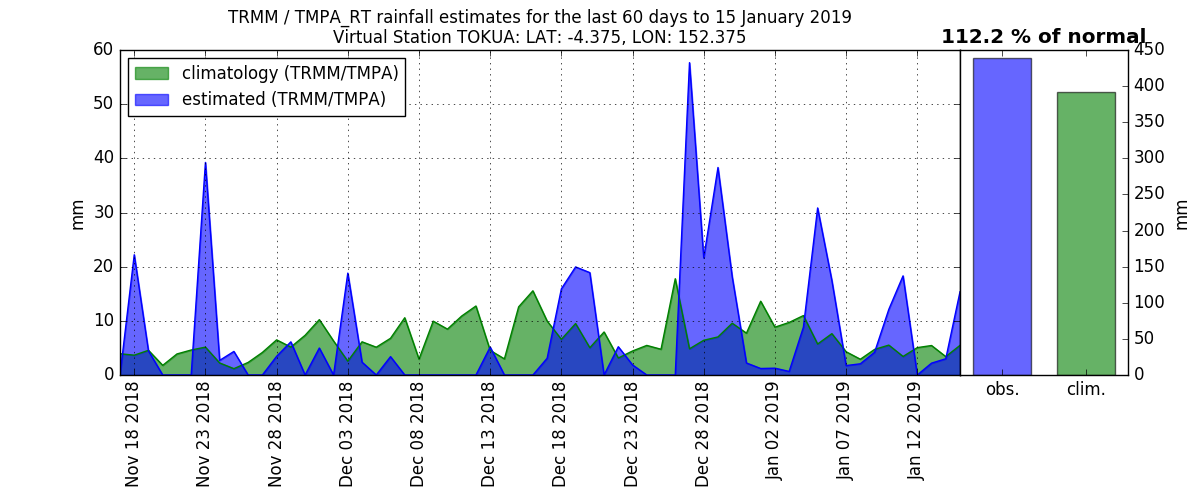 TRMM / TMPA_RT rainfall estimates for the last 60 days to 15 January 2019
Virtual Station TOKUA: LAT: -4.375, LON: 152.375
112.2 % of normal
climatology (TRMM/TMPA)
estimated (TRMM/TMPA)
60
50
40
30
20
10
0
mm
Nov 18 2018
Nov 23 2018
Nov 28 2018
Dec 03 2018
Dec 08 2018
Dec 13 2018
Dec 18 2018
Dec 23 2018
Dec 28 2018
Jan 02 2019
Jan 07 2019
Jan 12 2019
obs.
clim.
450
400
350
300
250
200
150
100
50
0
mm